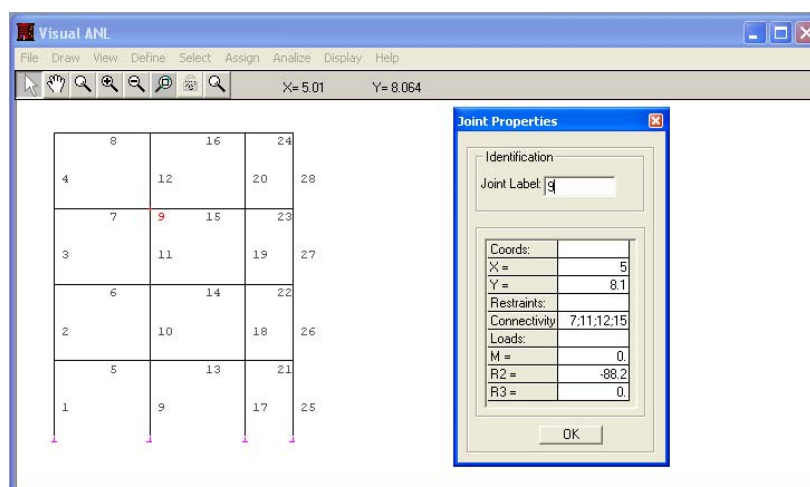 Visual ANL
File Draw View Define Select Assign Analize Display Help
X= 5.01 Y= 8.064
8 16 24
4 12 20 28
7 9 15 23
3 11 19 27
6 14 22
2 10 18 26
5 13 21
1 9 17 25
Joint Properties
Identification
Joint Label: 9
Coords:
X = 5
Y = 8.1
Restraints:
Connectivity 7;11;12;15
Loads:
M = 0.
R2 = -88.2
R3 = 0.
OK